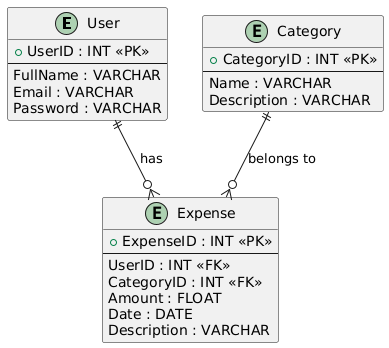 E User
UserID : INT «PK»
FullName : VARCHAR
Email : VARCHAR
Password : VARCHAR
E Category
CategoryID : INT «PK»
Name : VARCHAR
Description : VARCHAR
has
belongs to
E Expense
ExpenseID : INT «PK»
UserID : INT «FK»
CategoryID : INT «FK»
Amount : FLOAT
Date : DATE
Description : VARCHAR